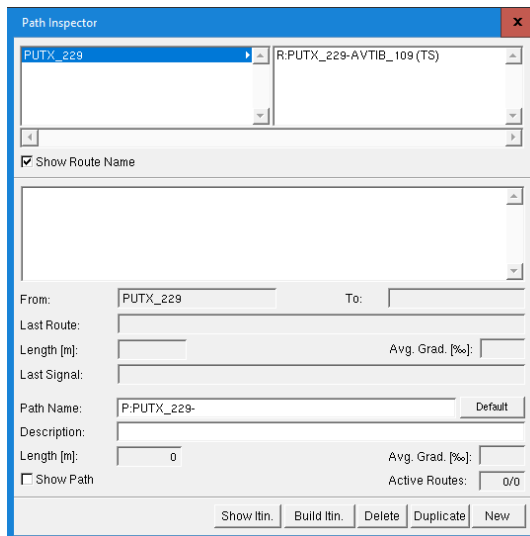 Path Inspector
x
PUTX_229
R:PUTX_229-AVTIB_109 (TS)
Show Route Name
From: PUTX_229 To:
Last Route:
Length [m]: Avg. Grad. [‰]:
Last Signal:
Path Name: P:PUTX_229- Default
Description:
Length [m]: 0 Avg. Grad. [‰]:
Show Path Active Routes: 0/0
Show Itin. Build Itin. Delete Duplicate New